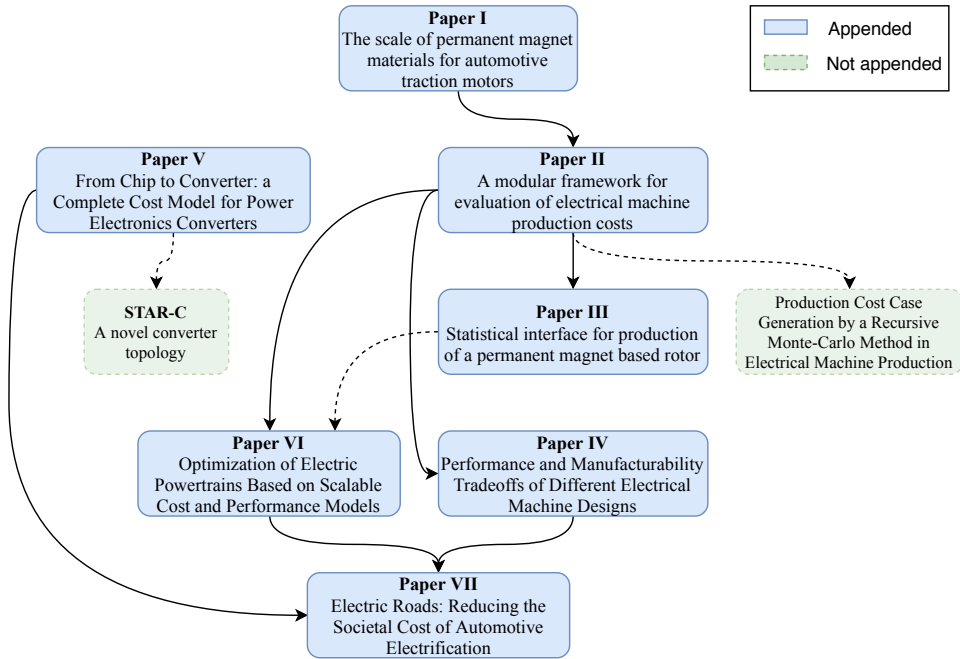 Paper I
The scale of permanent magnet
materials for automotive
traction motors
Appended
Not appended
Paper V
From Chip to Converter: a
Complete Cost Model for Power
Electronics Converters
Paper II
A modular framework for
evaluation of electrical machine
production costs
STAR-C
A novel converter
topology
Paper III
Statistical interface for production
of a permanent magnet based rotor
Production Cost Case
Generation by a Recursive
Monte-Carlo Method in
Electrical Machine Production
Paper VI
Optimization of Electric
Powertrains Based on Scalable
Cost and Performance Models
Paper IV
Performance and Manufacturability
Tradeoffs of Different Electrical
Machine Designs
Paper VII
Electric Roads: Reducing the
Societal Cost of Automotive
Electrification